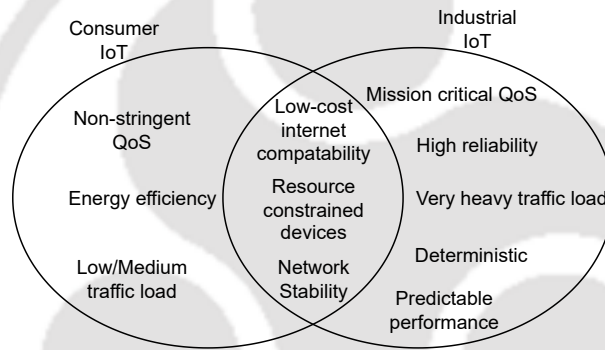 Consumer
IoT
Industrial
IoT
Non-stringent
QoS
Energy efficiency
Low/Medium
traffic load
Low-cost
internet
compatability
Resource
constrained
devices
Network
Stability
Mission critical QoS
High reliability
Very heavy traffic load
Deterministic
Predictable
performance